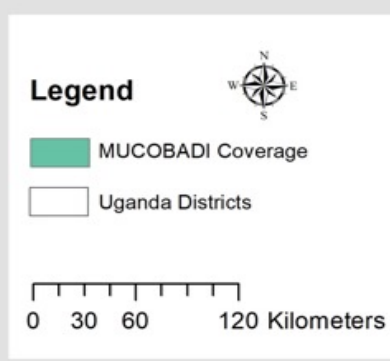 N
Legend
W E
S
MUCOBADI Coverage
Uganda Districts
0 30 60 120 Kilometers